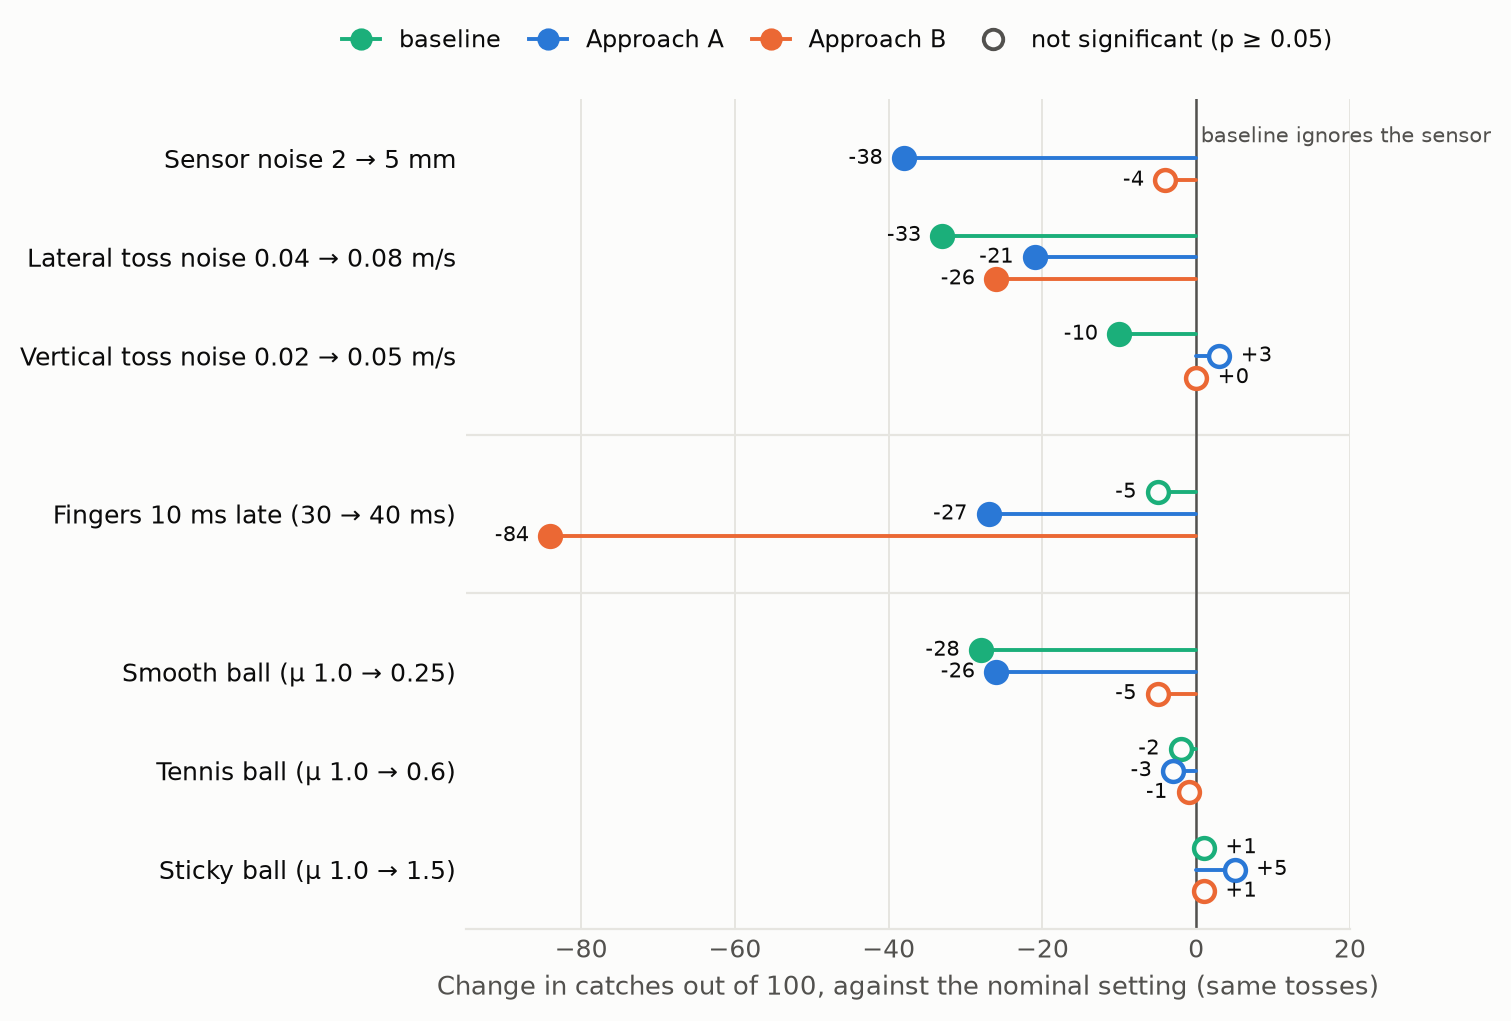 baseline Approach A Approach B not significant (p ≥ 0.05)
baseline ignores the sensor
Sensor noise 2 → 5 mm
-38
-4
Lateral toss noise 0.04 → 0.08 m/s
-33
-21
-26
Vertical toss noise 0.02 → 0.05 m/s
-10
+3
+0
Fingers 10 ms late (30 → 40 ms)
-5
-27
-84
Smooth ball (μ 1.0 → 0.25)
-28
-26
-5
Tennis ball (μ 1.0 → 0.6)
-2
-3
-1
Sticky ball (μ 1.0 → 1.5)
+1
+5
+1
−80 −60 −40 −20 0 20
Change in catches out of 100, against the nominal setting (same tosses)